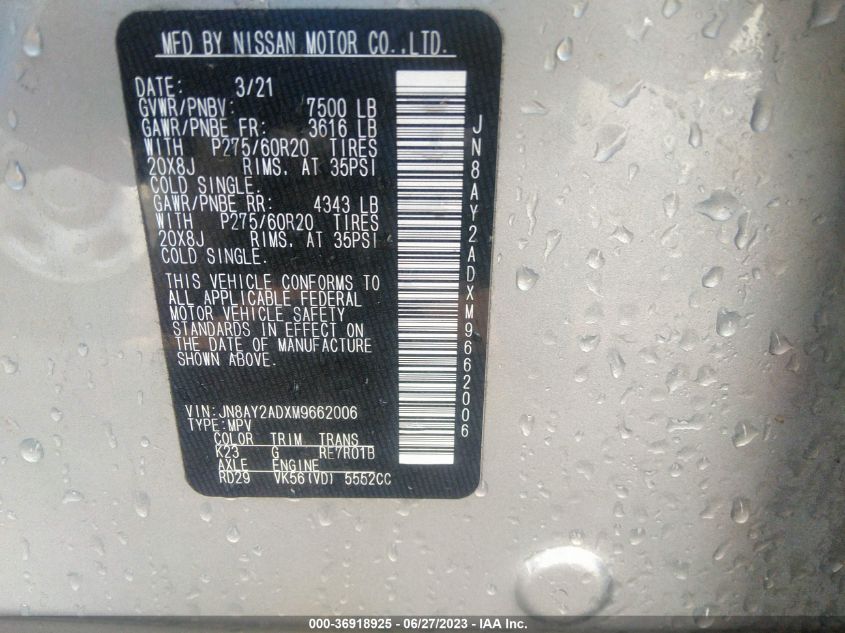 MFD BY NISSAN MOTOR CO.,LTD.
DATE: 3/21
GVWR/PNBV: 7500 LB
GAWR/PNBE FR: 3616 LB
WITH P275/60R20 TIRES
20X8J RIMS. AT 35PSI
COLD SINGLE.
GAWR/PNBE RR: 4343 LB
WITH P275/60R20 TIRES
20X8J RIMS. AT 35PSI
COLD SINGLE.
THIS VEHICLE CONFORMS TO
ALL APPLICABLE FEDERAL
MOTOR VEHICLE SAFETY
STANDARDS IN EFFECT ON
THE DATE OF MANUFACTURE
SHOWN ABOVE.
VIN:JN8AY2ADXM9662006
TYPE:MPV
COLOR TRIM TRANS
K23 G RE7R01B
AXLE ENGINE
RD29 VK56(VD) 5552CC
JN8AY2ADXM9662006
000-36918925 - 06/27/2023 - IAA Inc.